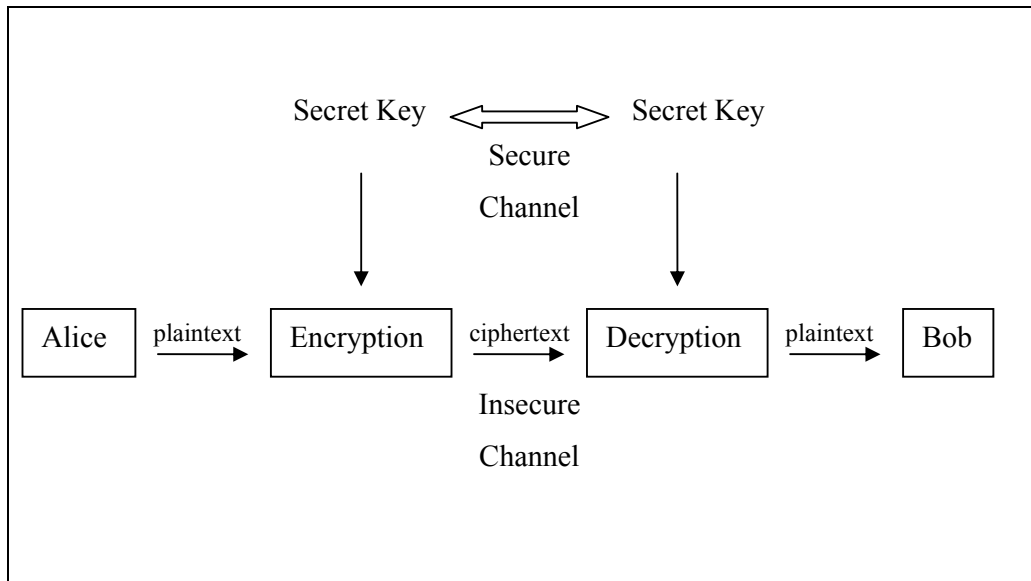 Secret Key
Secret Key
Secure
Channel
Alice
plaintext
Encryption
ciphertext
Decryption
plaintext
Bob
Insecure
Channel